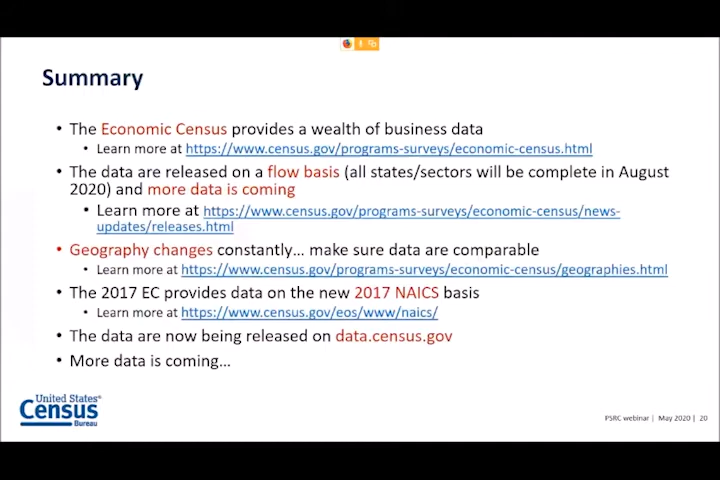 Summary
• The Economic Census provides a wealth of business data
• Learn more at https://www.census.gov/programs-surveys/economic-census.html
• The data are released on a flow basis (all states/sectors will be complete in August
2020) and more data is coming
• Learn more at https://www.census.gov/programs-surveys/economic-census/news-
updates/releases.html
• Geography changes constantly... make sure data are comparable
• Learn more at https://www.census.gov/programs-surveys/economic-census/geographies.html
• The 2017 EC provides data on the new 2017 NAICS basis
• Learn more at https://www.census.gov/eos/www/naics/
• The data are now being released on data.census.gov
• More data is coming...
United States®
Census
Bureau
PSRC webinar | May 2020 | 20